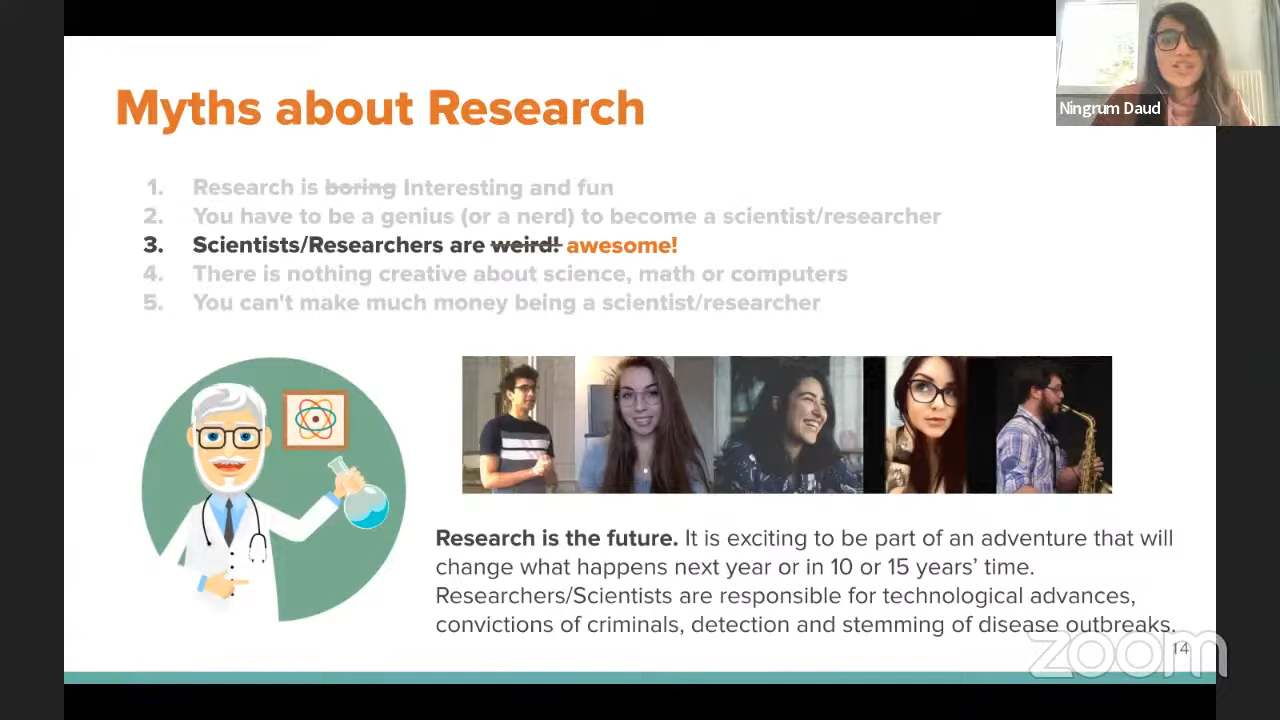 Myths about Research
Ningrum Daud
1. Research is boring Interesting and fun
2. You have to be a genius (or a nerd) to become a scientist/researcher
3. Scientists/Researchers are weird! awesome!
4. There is nothing creative about science, math or computers
5. You can't make much money being a scientist/researcher
Research is the future. It is exciting to be part of an adventure that will
change what happens next year or in 10 or 15 years’ time.
Researchers/Scientists are responsible for technological advances,
convictions of criminals, detection and stemming of disease outbreaks.
zoom
14